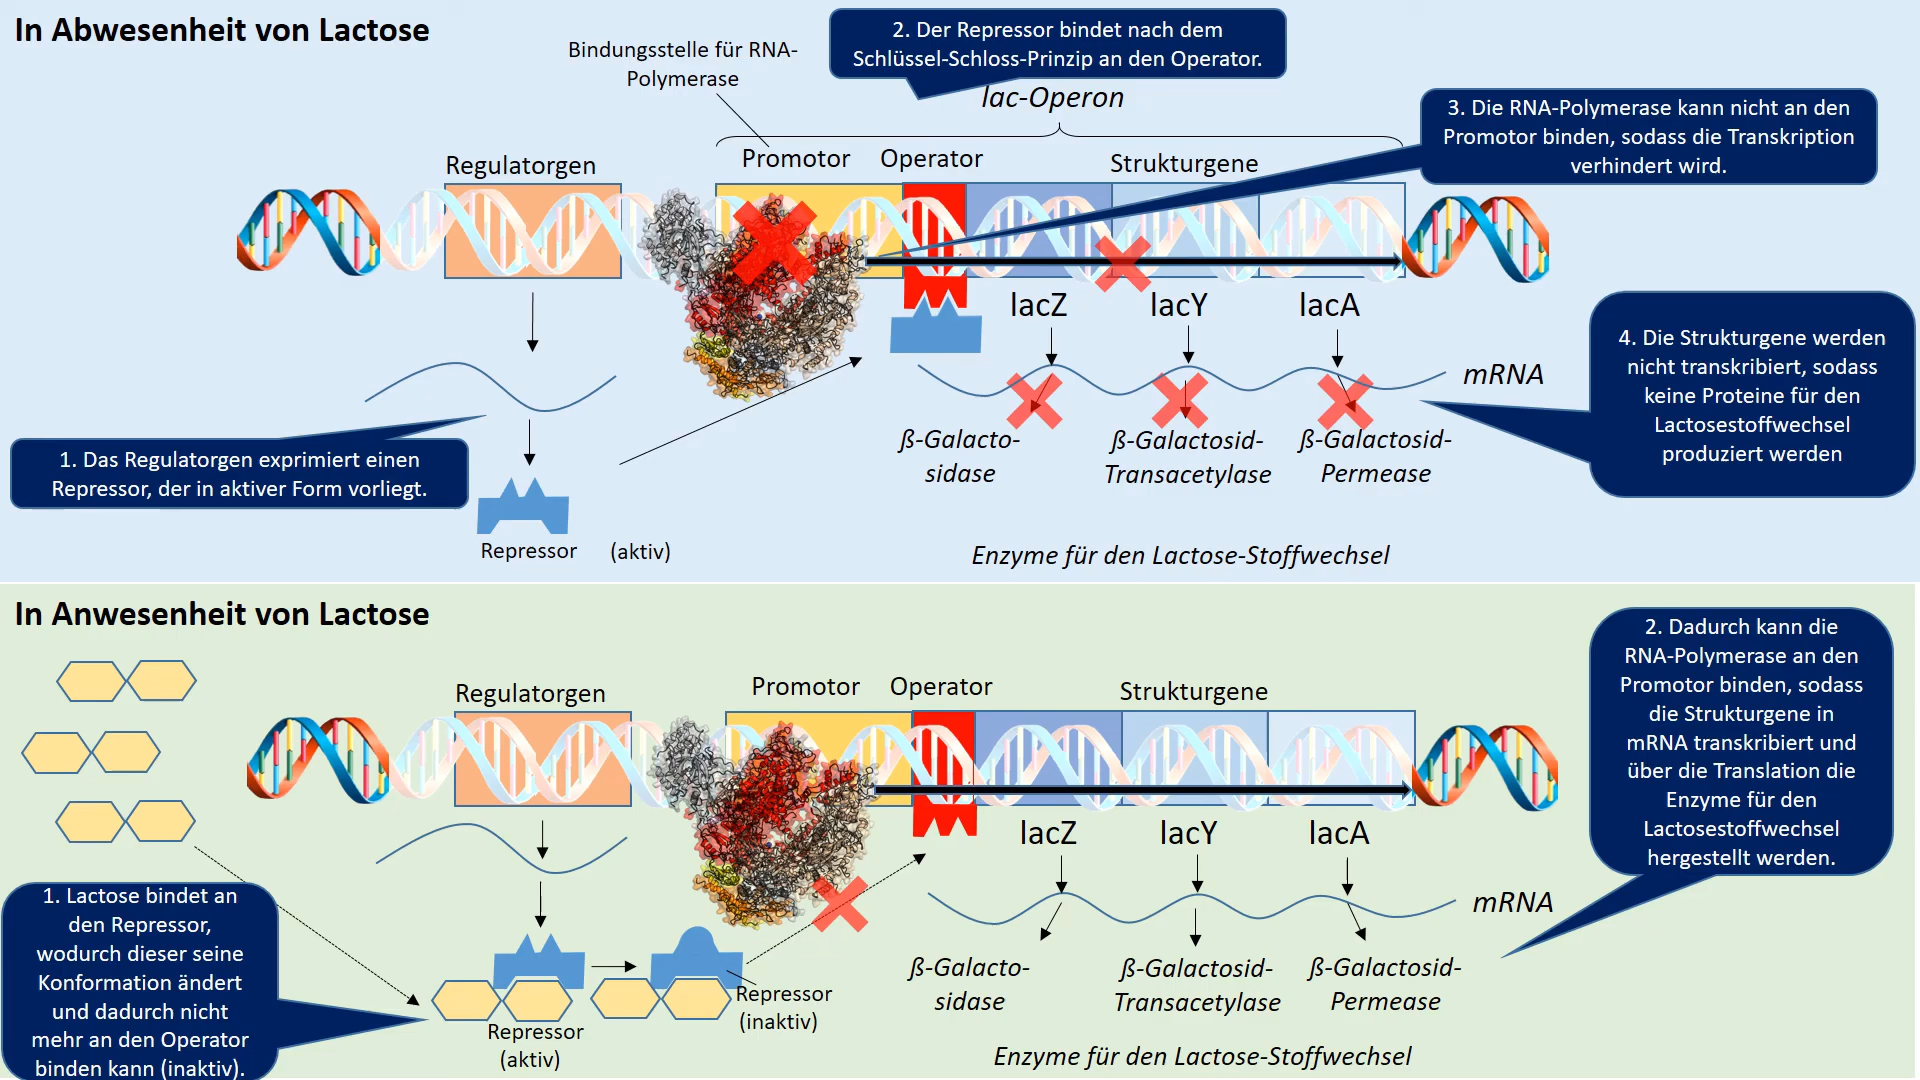 In Abwesenheit von Lactose
Bindungsstelle für RNA-
Polymerase
2. Der Repressor bindet nach dem
Schlüssel-Schloss-Prinzip an den Operator.
lac-Operon
3. Die RNA-Polymerase kann nicht an den
Promotor binden, sodass die Transkription
verhindert wird.
Regulatorgen
Promotor
Operator
Strukturgene
lacZ
lacY
lacA
4. Die Strukturgene werden
nicht transkribiert, sodass
keine Proteine für den
Lactosestoffwechsel
produziert werden
mRNA
1. Das Regulatorgen exprimiert einen
Repressor, der in aktiver Form vorliegt.
ß-Galacto-
sidase
ß-Galactosid-
Transacetylase
ß-Galactosid-
Permease
Repressor
(aktiv)
Enzyme für den Lactose-Stoffwechsel
In Anwesenheit von Lactose
2. Dadurch kann die
RNA-Polymerase an den
Promotor binden, sodass
die Strukturgene in
mRNA transkribiert und
über die Translation die
Enzyme für den
Lactosestoffwechsel
hergestellt werden.
Regulatorgen
Promotor
Operator
Strukturgene
lacZ
lacY
lacA
mRNA
1. Lactose bindet an
den Repressor,
wodurch dieser seine
Konformation ändert
und dadurch nicht
mehr an den Operator
binden kann (inaktiv).
ß-Galacto-
sidase
ß-Galactosid-
Transacetylase
ß-Galactosid-
Permease
Repressor
(aktiv)
Repressor
(inaktiv)
Enzyme für den Lactose-Stoffwechsel